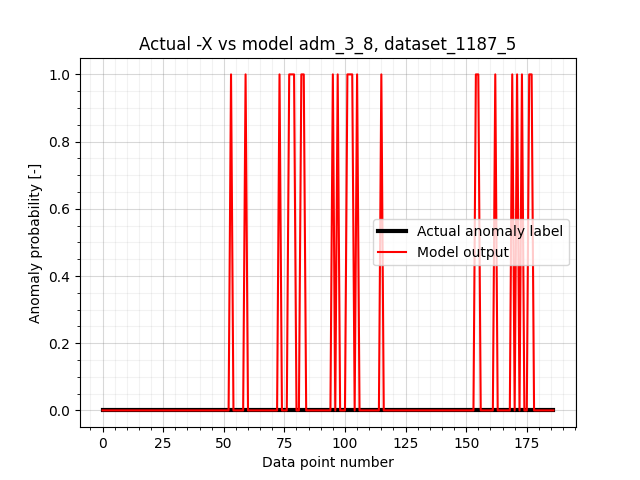 Actual -X vs model adm_3_8, dataset_1187_5
Anomaly probability [-]
1.0
0.8
0.6
0.4
0.2
0.0
Actual anomaly label
Model output
0 25 50 75 100 125 150 175
Data point number